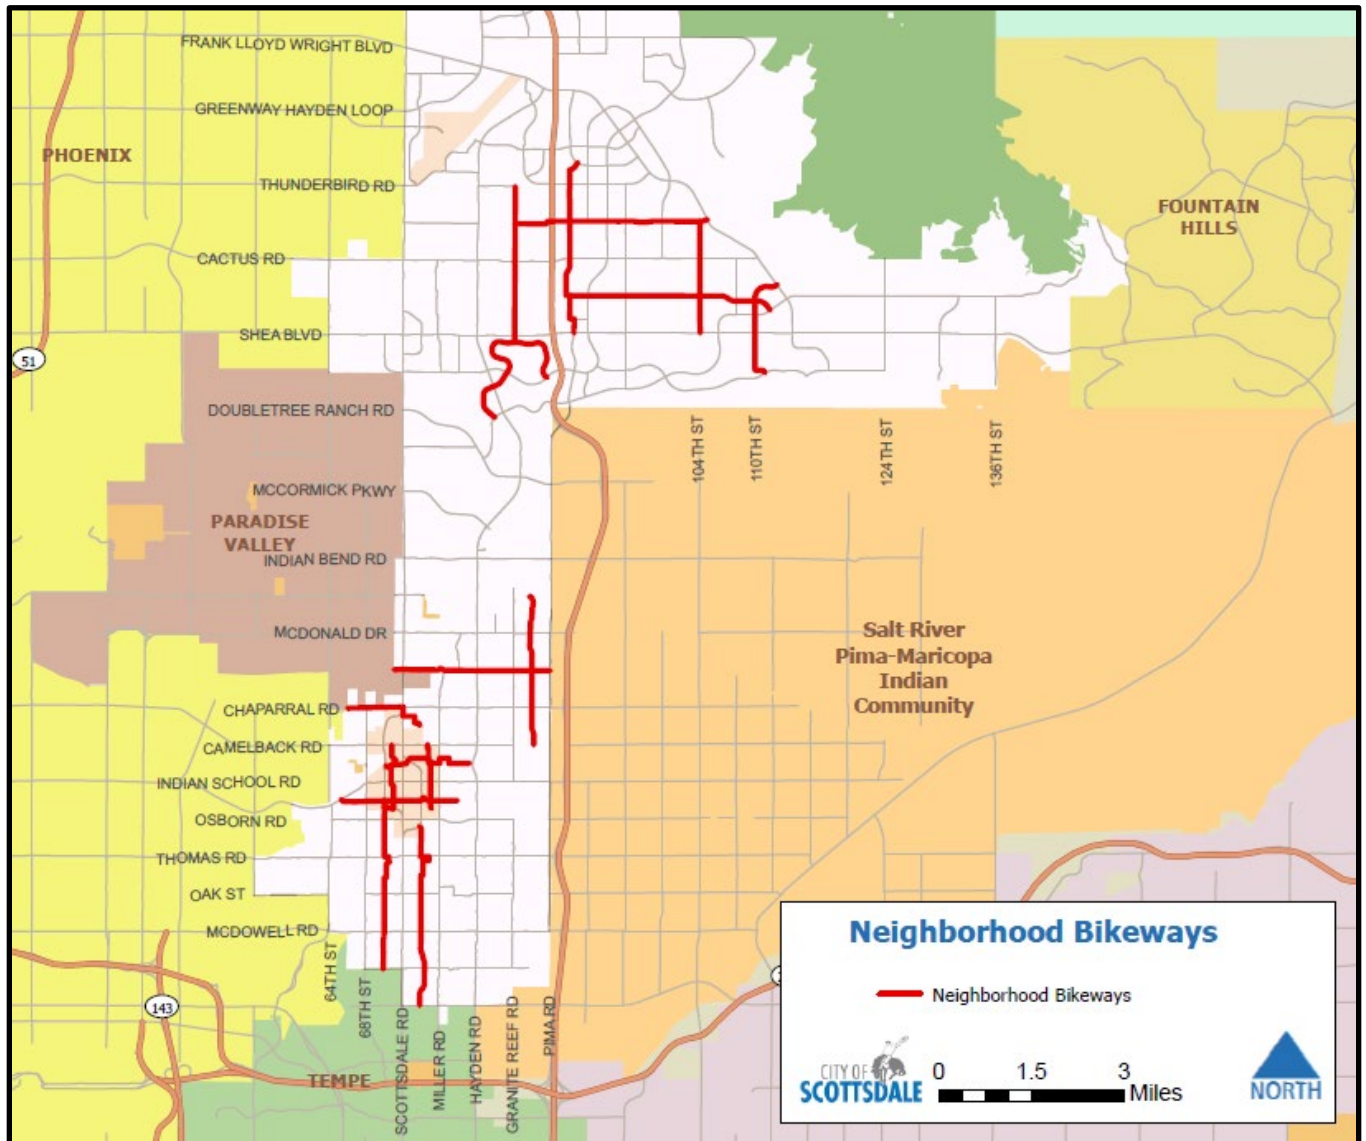 FRANK LLOYD WRIGHT BLVD
GREENWAY HAYDEN LOOP
PHOENIX
THUNDERBIRD RD
FOUNTAIN
HILLS
CACTUS RD
SHEA BLVD
51
DOUBLETREE RANCH RD
104TH ST
110TH ST
124TH ST
136TH ST
MCCORMICK PKWY
PARADISE
VALLEY
INDIAN BEND RD
MCDONALD DR
Salt River
Pima-Maricopa
Indian
Community
CHAPARRAL RD
CAMELBACK RD
INDIAN SCHOOL RD
OSBORN RD
THOMAS RD
OAK ST
MCDOWELL RD
64TH ST
68TH ST
SCOTTSDALE RD
MILLER RD
HAYDEN RD
GRANITE REEF RD
PIMA RD
143
TEMPE
Neighborhood Bikeways
Neighborhood Bikeways
CITY OF
SCOTTSDALE
0 1.5 3
Miles
NORTH